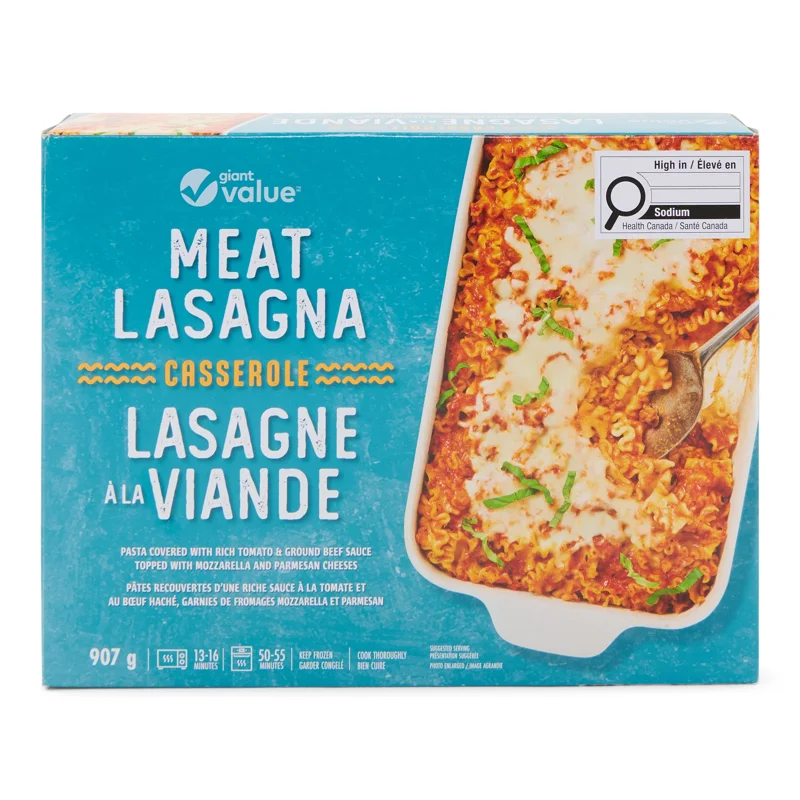 giant
value™
MEAT
LASAGNA
CASSEROLE
LASAGNE
À LA VIANDE
PASTA COVERED WITH RICH TOMATO & GROUND BEEF SAUCE
TOPPED WITH MOZZARELLA AND PARMESAN CHEESES
PÂTES RECOUVERTES D'UNE RICHE SAUCE À LA TOMATE ET
AU BŒUF HACHÉ, GARNIES DE FROMAGES MOZZARELLA ET PARMESAN
907 g
13-16
MINUTES
50-55
MINUTES
KEEP FROZEN
GARDER CONGELÉ
COOK THOROUGHLY
BIEN CUIRE
SUGGESTED SERVING
PRÉSENTATION SUGGÉRÉE
PHOTO ENLARGED / IMAGE AGRANDIE
High in / Élevé en
Sodium
Health Canada / Santé Canada